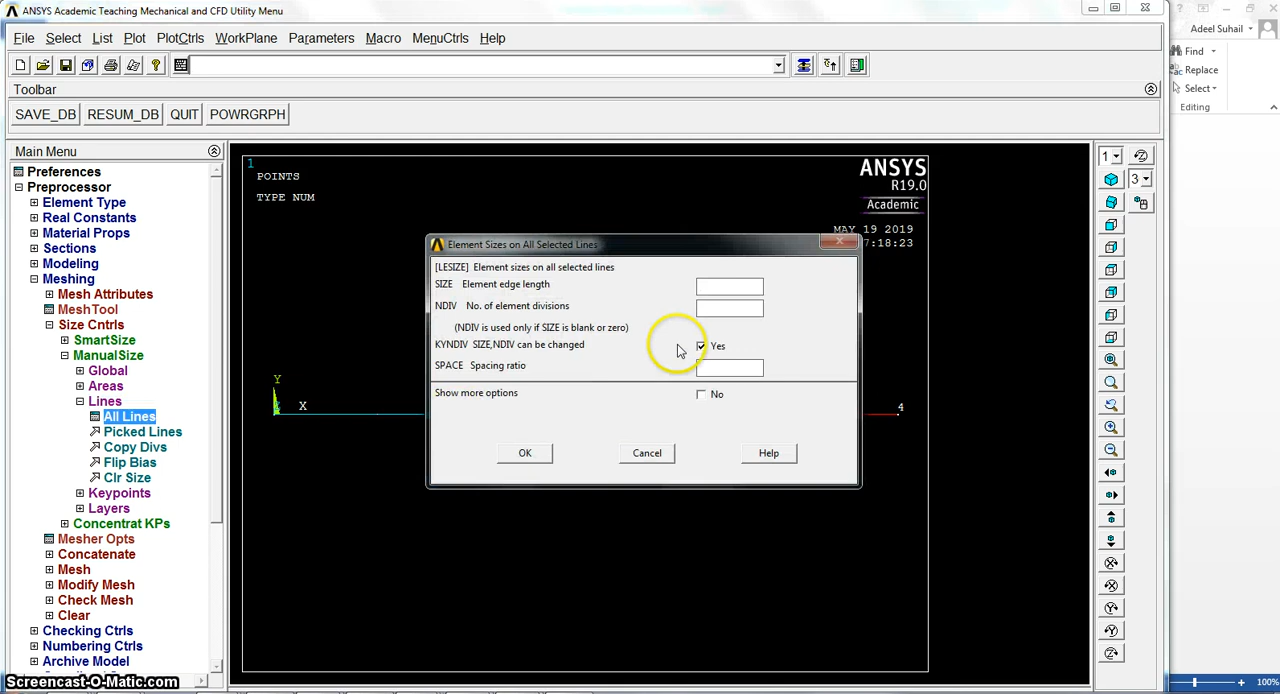 ANSYS Academic Teaching Mechanical and CFD Utility Menu
Adeel Suhail
File Select List Plot PlotCtrls WorkPlane Parameters Macro MenuCtrls Help
Find
Replace
Select
Editing
Toolbar
SAVE_DB RESUM_DB QUIT POWRGRPH
Main Menu
Preferences
Preprocessor
Element Type
Real Constants
Material Props
Sections
Modeling
Meshing
Mesh Attributes
MeshTool
Size Cntrls
SmartSize
ManualSize
Global
Areas
Lines
All Lines
Picked Lines
Copy Divs
Flip Bias
Clr Size
Keypoints
Layers
Concentrat KPs
Mesher Opts
Concatenate
Mesh
Modify Mesh
Check Mesh
Clear
Checking Ctrls
Numbering Ctrls
Archive Model
1
POINTS
TYPE NUM
ANSYS
R19.0
Academic
MAY 19 2019
7:18:23
Y
X
4
Element Sizes on All Selected Lines
[LESIZE] Element sizes on all selected lines
SIZE Element edge length
NDIV No. of element divisions
(NDIV is used only if SIZE is blank or zero)
KYNDIV SIZE,NDIV can be changed
Yes
SPACE Spacing ratio
Show more options
No
OK Cancel Help
1
3
Screencast-O-Matic.com
100%